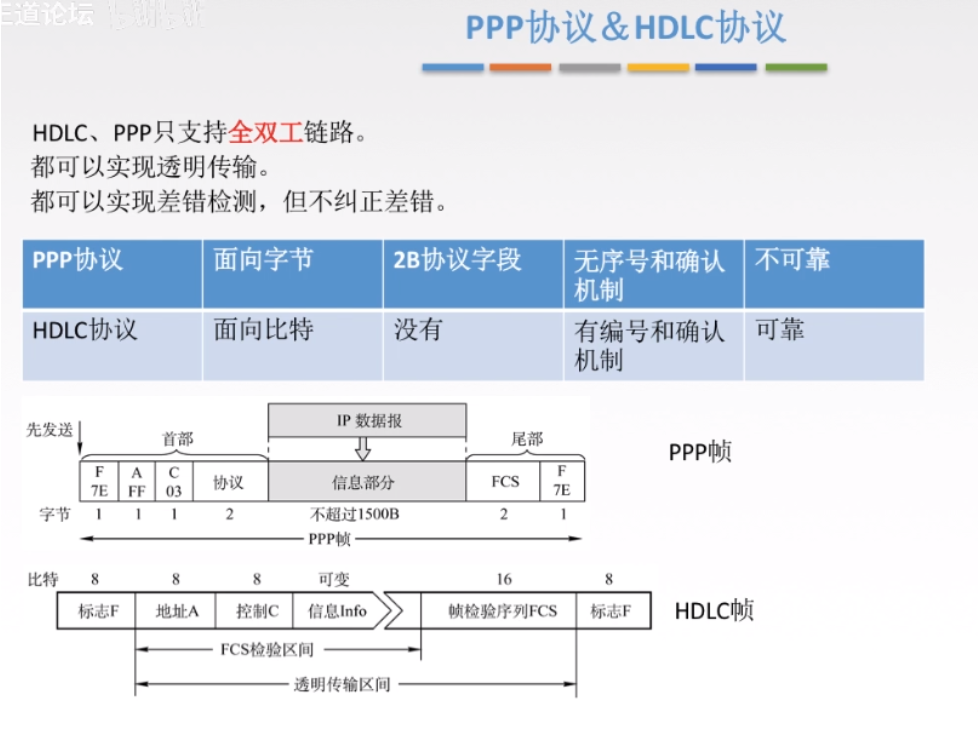 王道论坛
PPP协议＆HDLC协议
HDLC、PPP只支持全双工链路。
都可以实现透明传输。
都可以实现差错检测，但不纠正差错。
PPP协议 面向字节 2B协议字段 无序号和确认 不可靠
机制
HDLC协议 面向比特 没有 有编号和确认 可靠
机制
IP 数据报
先发送
首部 尾部
PPP帧
F A C F
7E FF 03 协议 信息部分 FCS 7E
字节 1 1 1 2 不超过1500B 2 1
PPP帧
比特 8 8 8 可变 16 8
标志F 地址A 控制C 信息Info 帧检验序列FCS 标志F HDLC帧
FCS检验区间
透明传输区间